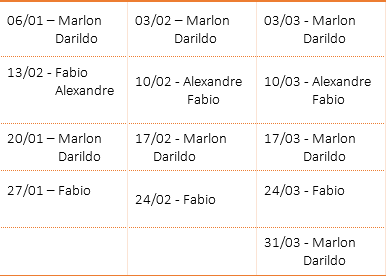 06/01 – Marlon
Darildo
03/02 – Marlon
Darildo
03/03 - Marlon
Darildo
13/02 - Fabio
Alexandre
10/02 - Alexandre
Fabio
10/03 - Alexandre
Fabio
20/01 – Marlon
Darildo
17/02 - Marlon
Darildo
17/03 - Marlon
Darildo
27/01 – Fabio
24/02 - Fabio
24/03 - Fabio
31/03 - Marlon
Darildo